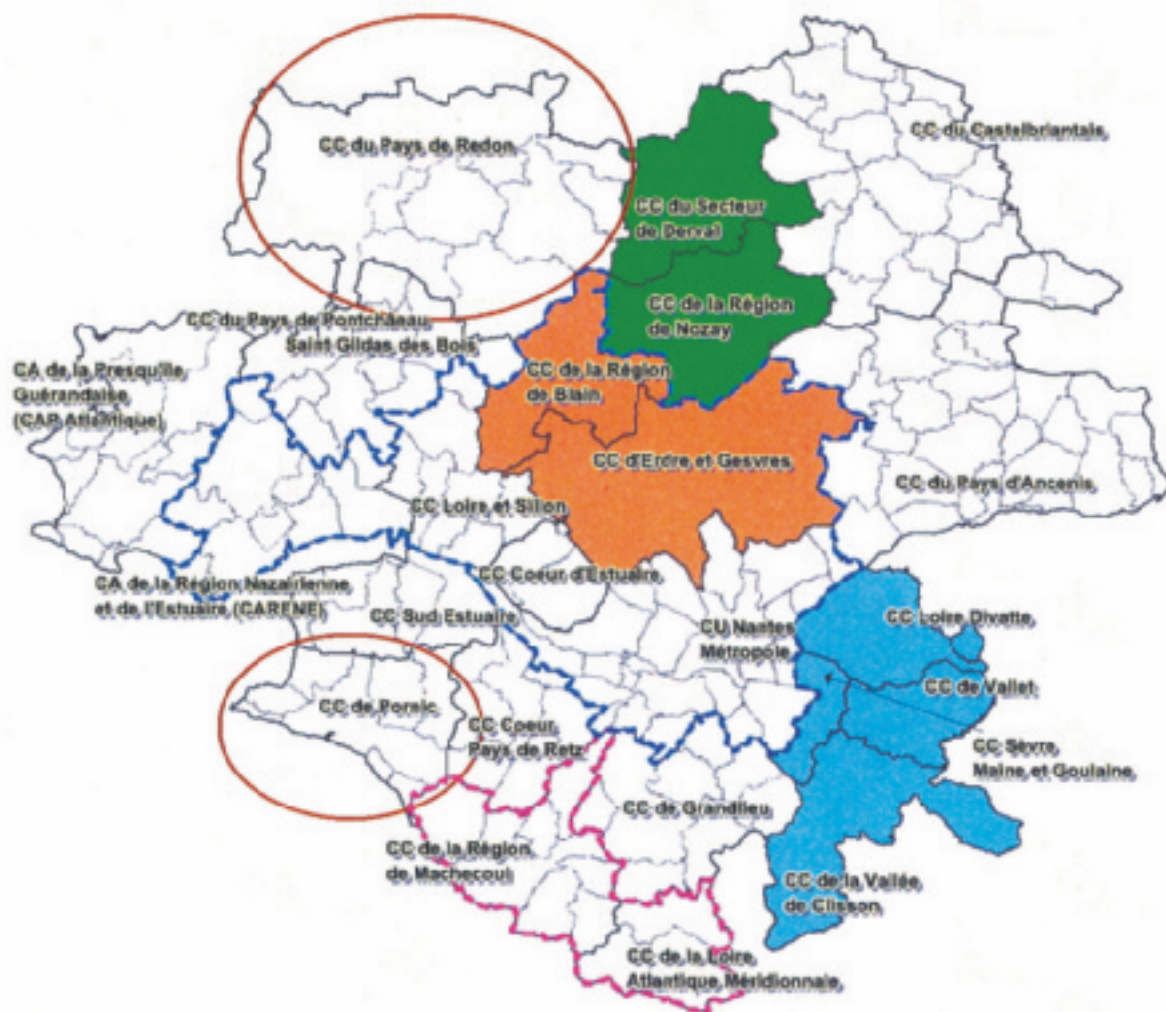 CC du Pays de Redon
CC du Castelbriantais
CC du Secteur
de Derval
CC de la Région
de Nozay
CC du Pays de Pontchâeau
Saint Gildas des Bois
CA de la Presqu'île
Guérandaise
(CAP Atlantique)
CC de la Région
de Blain
CC d'Erdre et Gesvres
CC du Pays d'Ancenis
CC Loire et Sillon
CC Coeur d'Estuaire
CA de la Région Nazairienne
et de l'Estuaire (CARENE)
CC Sud Estuaire
CU Nantes
Métropole
CC Loire Divatte
CC de Vallet
CC de Pornic
CC Coeur
Pays de Retz
CC Sèvre
Maine et Goulaine
CC de Grandlieu
CC de la Région
de Machecoul
CC de la Vallée
de Clisson
CC de la Loire
Atlantique Méridionnale